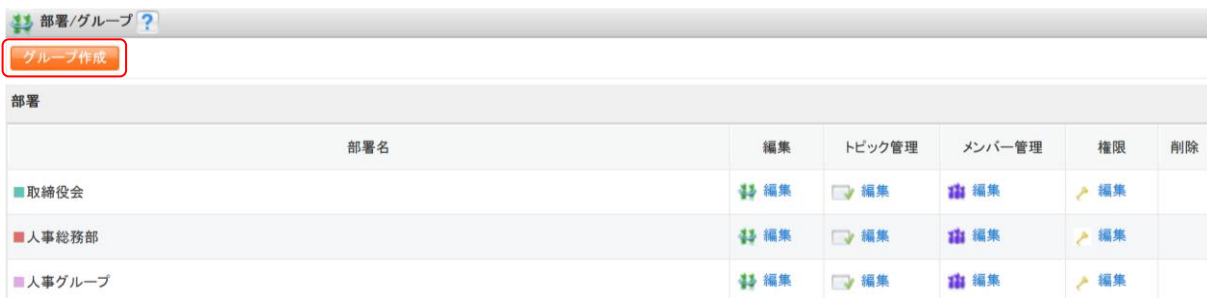 部署/グループ ?
グループ作成
部署
部署名 編集 トピック管理 メンバー管理 権限 削除
取締役会 編集 編集 編集 編集
人事総務部 編集 編集 編集 編集
人事グループ 編集 編集 編集 編集